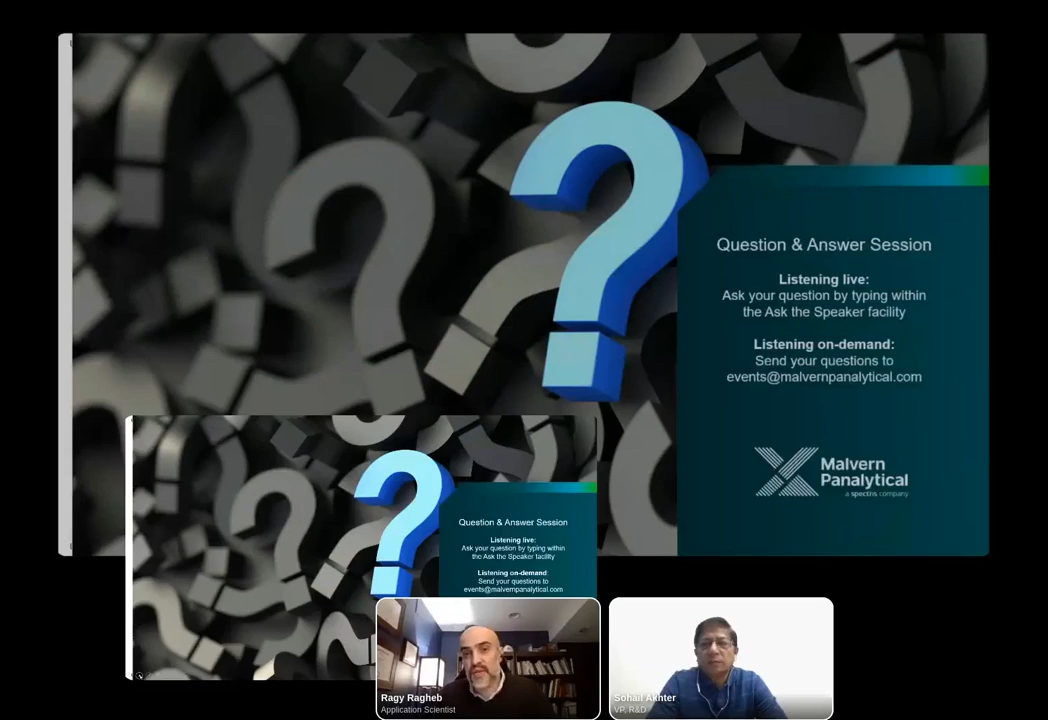 Question & Answer Session
Listening live:
Ask your question by typing within
the Ask the Speaker facility
Listening on-demand:
Send your questions to
events@malvernpanalytical.com
Malvern
Panalytical
a spectris company
Question & Answer Session
Listening live:
Ask your question by typing within
the Ask the Speaker facility
Listening on-demand:
Send your questions to
events@malvernpanalytical.com
Ragy Ragheb
Application Scientist
Sohail Akhter
VP, R&D